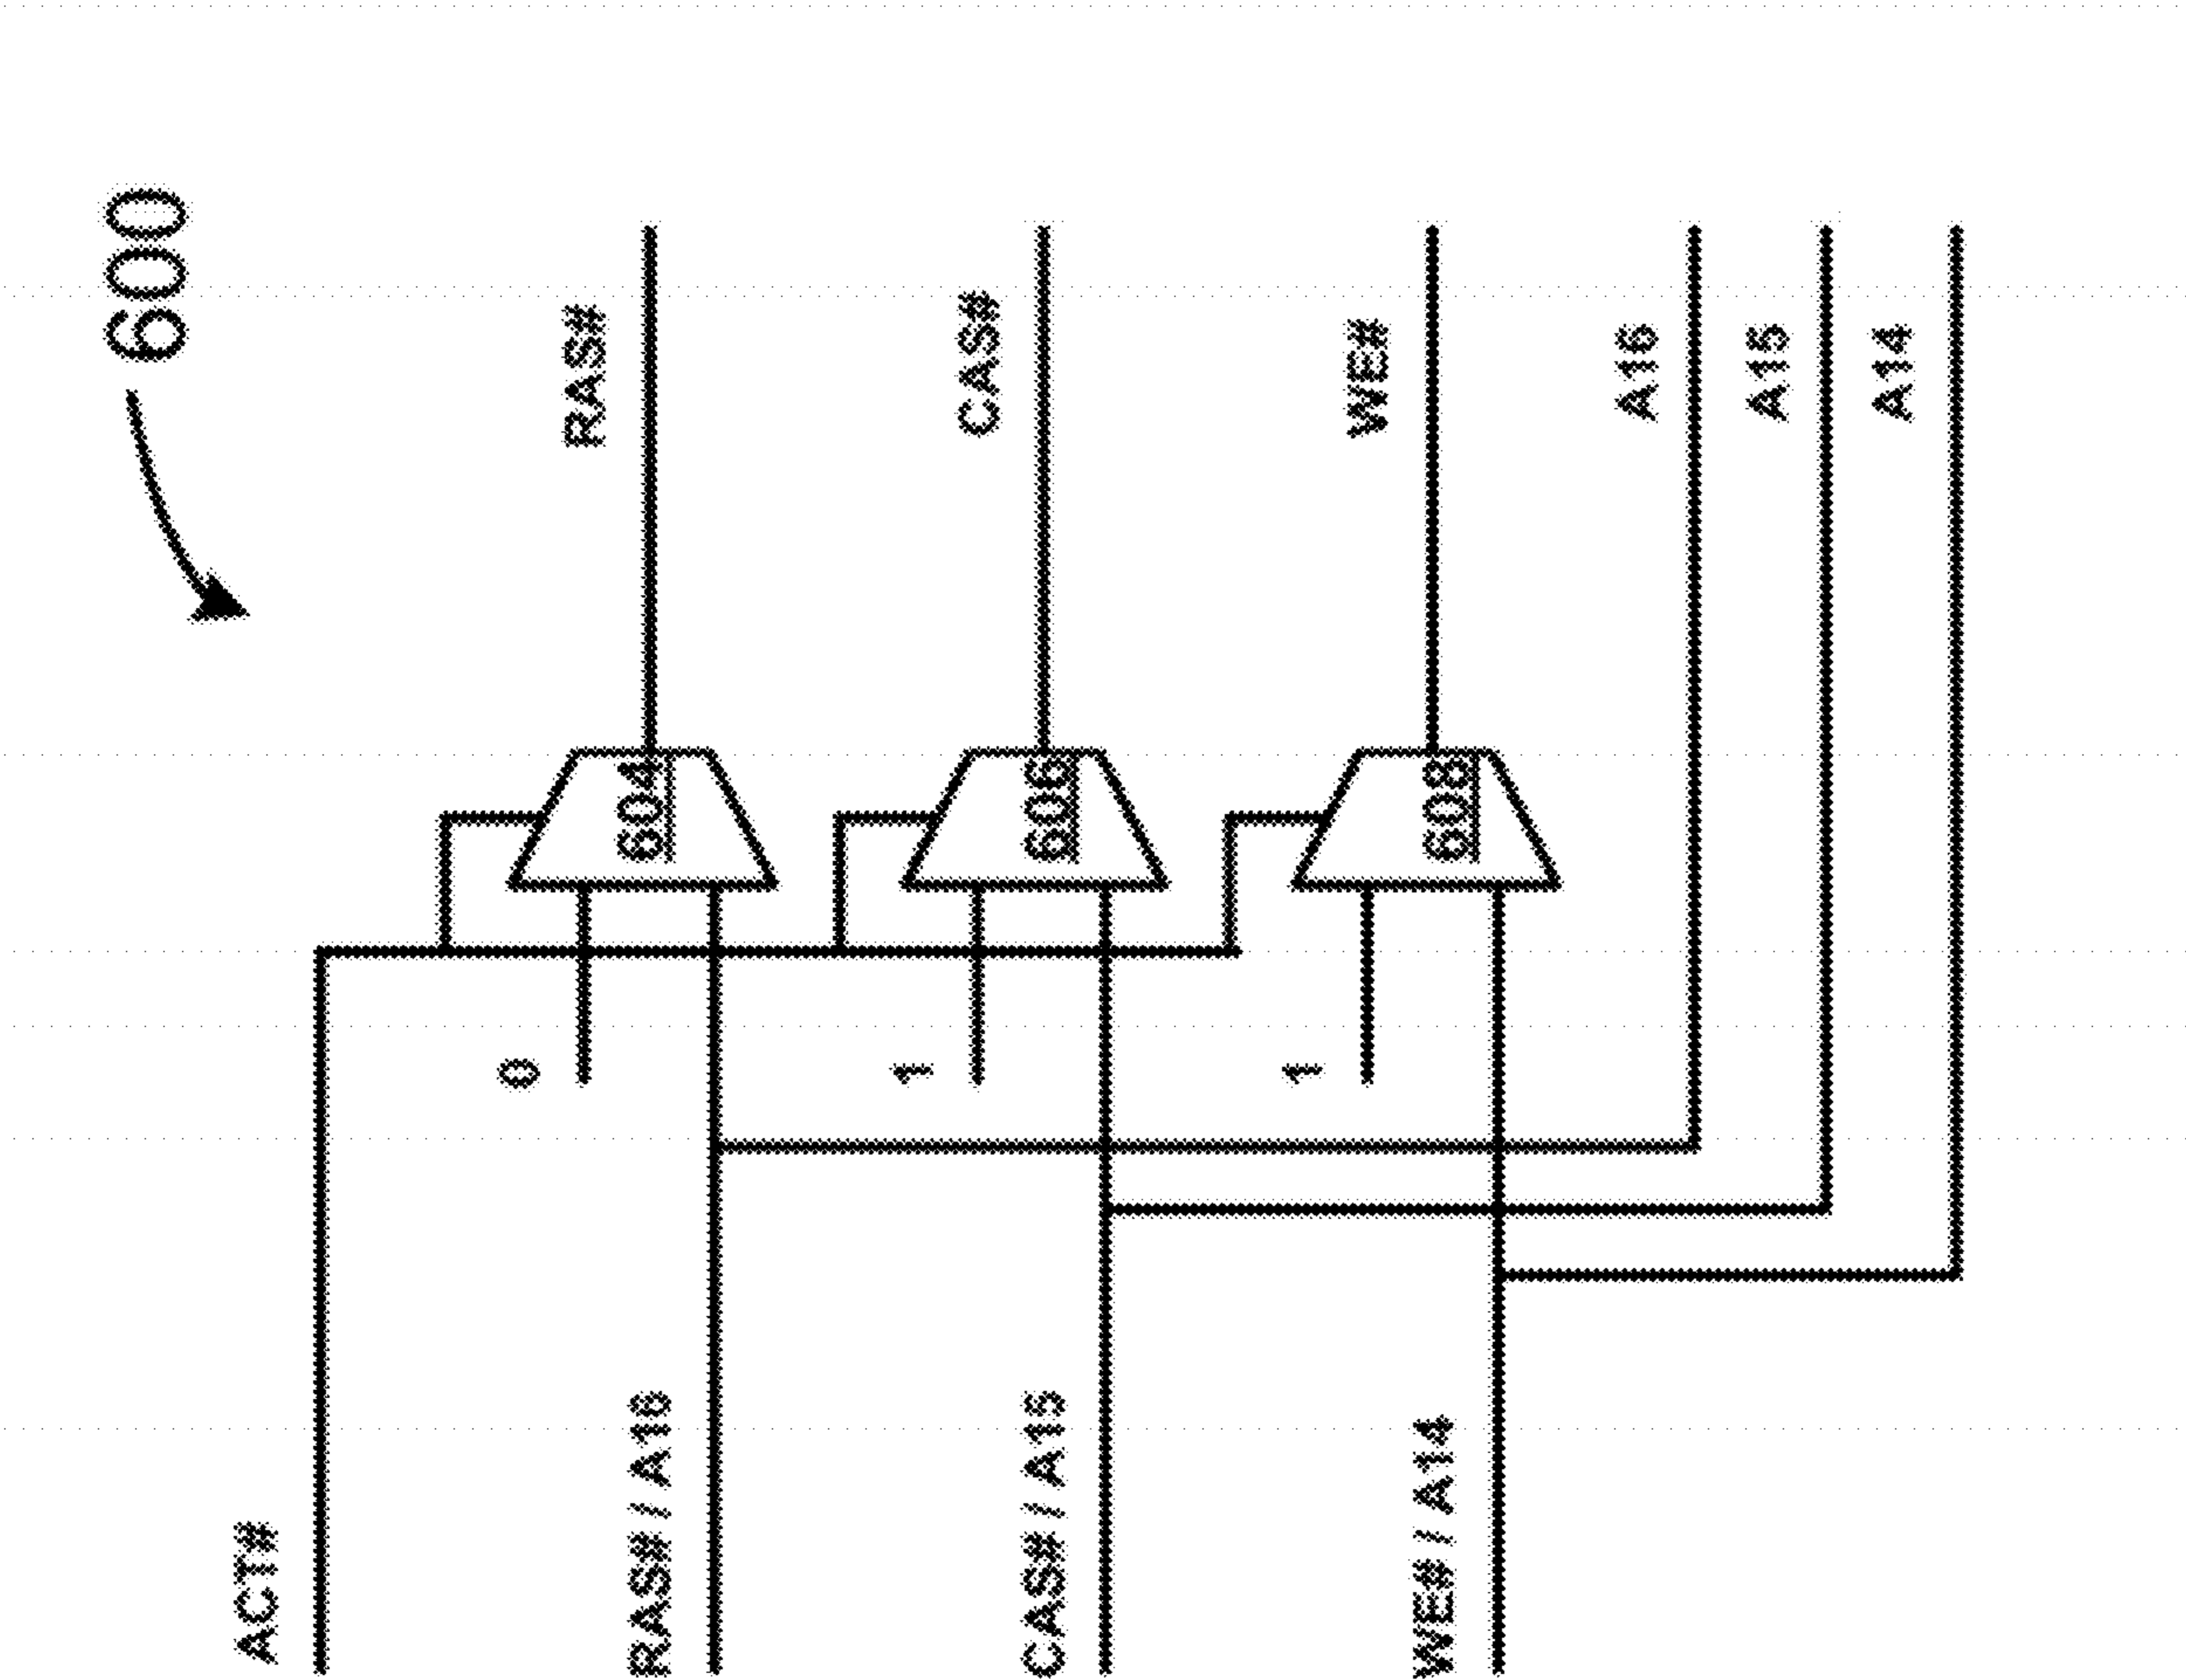 600
ACT#
RAS# / A16
0
604
RAS#
CAS# / A15
1
606
CAS#
WE# / A14
1
608
WE#
A16
A15
A14